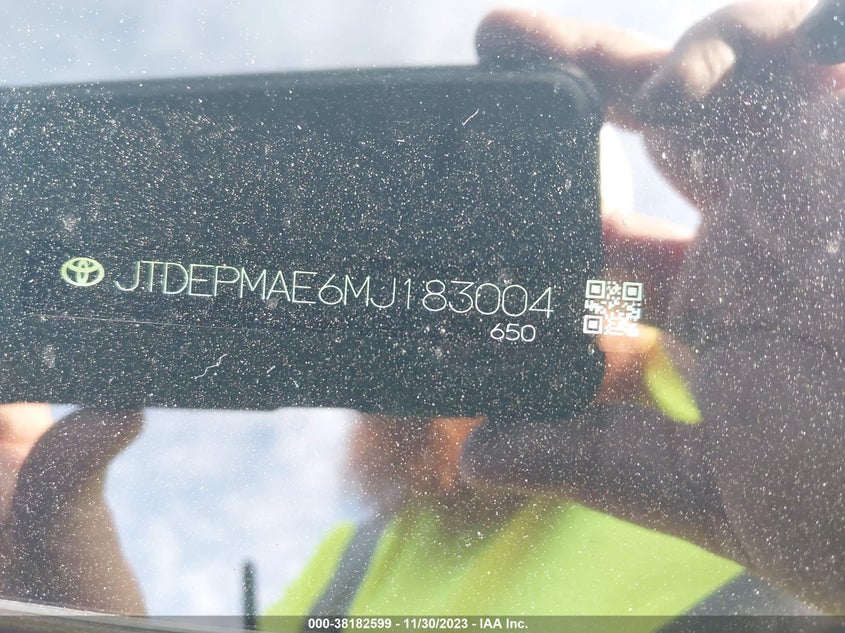 JTDEPMAE6MJ183004
650
000-38182599 - 11/30/2023 - IAA Inc.